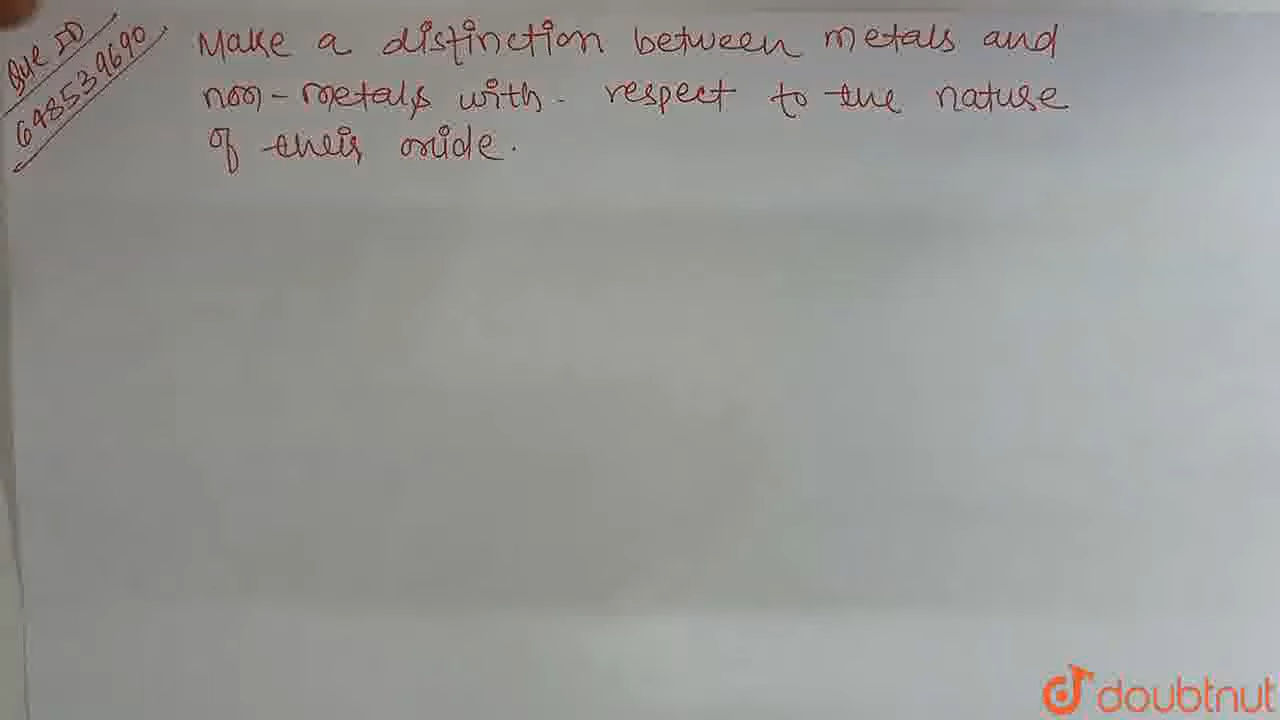 Que ID
648539690
Make a distinction between metals and
non-metals with respect to the nature
of their oxide.
doubtnut